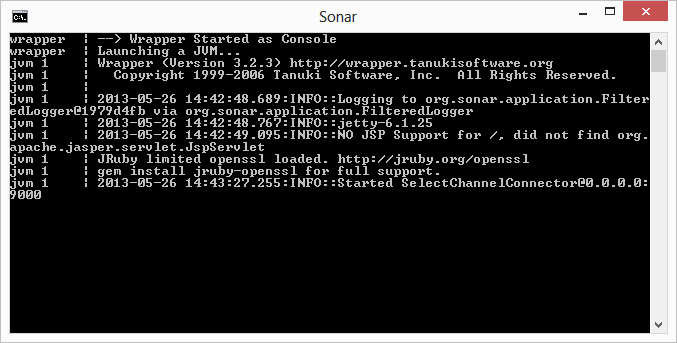 Sonar
wrapper  | --> Wrapper Started as Console
wrapper  | Launching a JVM...
jvm 1    | Wrapper (Version 3.2.3) http://wrapper.tanukisoftware.org
jvm 1    |   Copyright 1999-2006 Tanuki Software, Inc.  All Rights Reserved.
jvm 1    |
jvm 1    | 2013-05-26 14:42:48.689:INFO::Logging to org.sonar.application.Filter
edLogger@1979d4fb via org.sonar.application.FilteredLogger
jvm 1    | 2013-05-26 14:42:48.767:INFO::jetty-6.1.25
jvm 1    | 2013-05-26 14:42:49.095:INFO::NO JSP Support for /, did not find org.
apache.jasper.servlet.JspServlet
jvm 1    | JRuby limited openssl loaded. http://jruby.org/openssl
jvm 1    | gem install jruby-openssl for full support.
jvm 1    | 2013-05-26 14:43:27.255:INFO::Started SelectChannelConnector@0.0.0.0:
9000